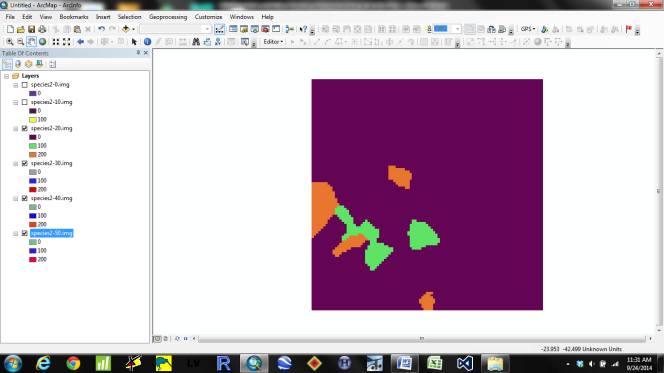 Untitled - ArcMap - ArcInfo
File Edit View Bookmarks Insert Selection Geoprocessing Customize Windows Help
Editor
GPS
Table Of Contents
Layers
species2-0.img
0
species2-10.img
0
100
species2-20.img
0
100
200
species2-30.img
0
100
200
species2-40.img
0
100
200
species2-50.img
0
100
200
-23.953 -42.499 Unknown Units
LV
R
11:31 AM
9/24/2014